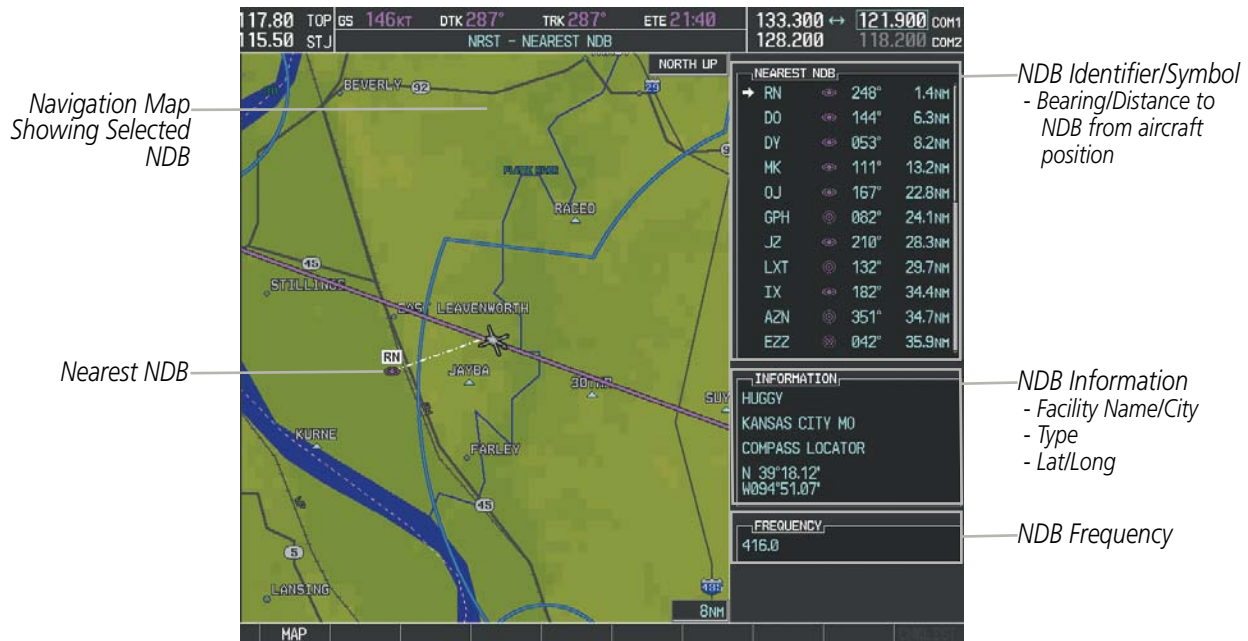 117.80 TOP GS 146KT DTK 287° TRK 287° ETE 21:40 133.300 ↔ 121.900 COM1
115.50 STJ NRST – NEAREST NDB 128.200 118.200 COM2
NORTH UP
BEVERLY 92
29
RACED
45
STILLINGS
LEAVENWORTH
RN
JAYBA
KURNE
FARLEY
45
5
LANSING
435
8NM
MAP
NEAREST NDB
RN 248° 1.4NM
DO 144° 6.3NM
DY 053° 8.2NM
MK 111° 13.2NM
OJ 167° 22.8NM
GPH 082° 24.1NM
JZ 210° 28.3NM
LXT 132° 29.7NM
IX 182° 34.4NM
AZN 351° 34.7NM
EZZ 042° 35.9NM
INFORMATION
HUGGY
KANSAS CITY MO
COMPASS LOCATOR
N 39°18.12'
W094°51.07'
FREQUENCY
416.0
Navigation Map
Showing Selected
NDB
Nearest NDB
NDB Identifier/Symbol
- Bearing/Distance to
NDB from aircraft
position
NDB Information
- Facility Name/City
- Type
- Lat/Long
NDB Frequency